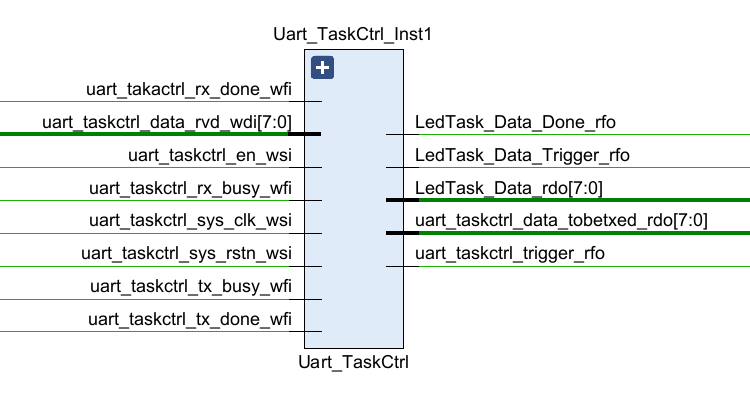 Uart_TaskCtrl_Inst1
uart_takactrl_rx_done_wfi
uart_taskctrl_data_rvd_wdi[7:0]
LedTask_Data_Done_rfo
uart_taskctrl_en_wsi
LedTask_Data_Trigger_rfo
uart_taskctrl_rx_busy_wfi
LedTask_Data_rdo[7:0]
uart_taskctrl_sys_clk_wsi
uart_taskctrl_data_tobetxed_rdo[7:0]
uart_taskctrl_sys_rstn_wsi
uart_taskctrl_trigger_rfo
uart_taskctrl_tx_busy_wfi
uart_taskctrl_tx_done_wfi
Uart_TaskCtrl